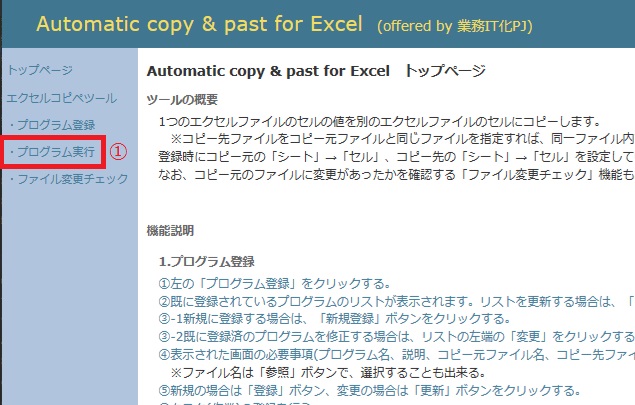 Automatic copy & past for Excel (offered by 業務IT化PJ)
トップページ
エクセルコピペツール
・プログラム登録
・プログラム実行 ①
・ファイル変更チェック
Automatic copy & past for Excel トップページ
ツールの概要
1つのエクセルファイルのセルの値を別のエクセルファイルのセルにコピーします。
※コピー先ファイルをコピー元ファイルと同じファイルを指定すれば、同一ファイル内
登録時にコピー元の「シート」→「セル」、コピー先の「シート」→「セル」を設定して
なお、コピー元のファイルに変更があったかを確認する「ファイル変更チェック」機能も
機能説明
1.プログラム登録
①左の「プログラム登録」をクリックする。
②既に登録されているプログラムのリストが表示されます。リストを更新する場合は、「
③-1新規に登録する場合は、「新規登録」ボタンをクリックする。
③-2既に登録済のプログラムを修正する場合は、リストの左端の「変更」をクリックする
④表示された画面の必要事項(プログラム名、説明、コピー元ファイル名、コピー先ファイ
※ファイル名は「参照」ボタンで、選択することも出来る。
⑤新規の場合は「登録」ボタン、変更の場合は「更新」ボタンをクリックする。